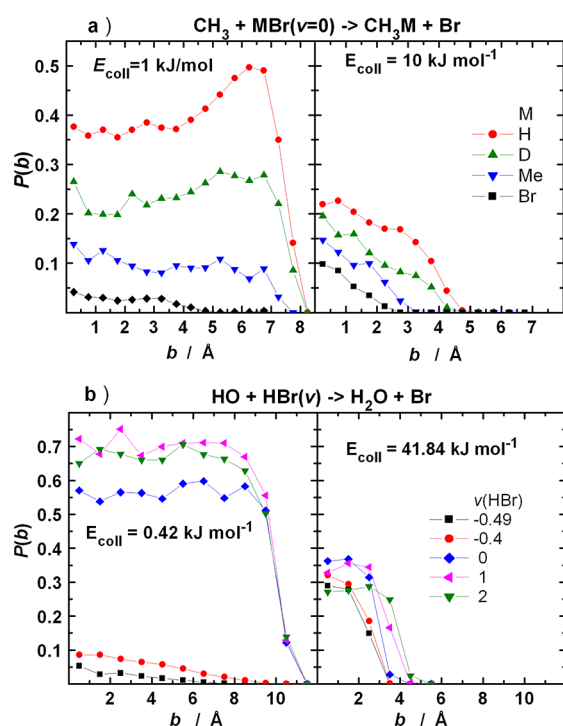 a ) CH₃ + MBr(v=0) -> CH₃M + Br
E_coll=1 kJ/mol
E_coll = 10 kJ mol⁻¹
M
H
D
Me
Br
P(b)
0.5
0.4
0.3
0.2
0.1
1 2 3 4 5 6 7 8 1 2 3 4 5 6 7
b / Å b / Å
b ) HO + HBr(v) -> H₂O + Br
E_coll = 0.42 kJ mol⁻¹
E_coll = 41.84 kJ mol⁻¹
v(HBr)
-0.49
-0.4
0
1
2
P(b)
0.7
0.6
0.5
0.4
0.3
0.2
0.1
2 4 6 8 10 2 4 6 8 10
b / Å b / Å